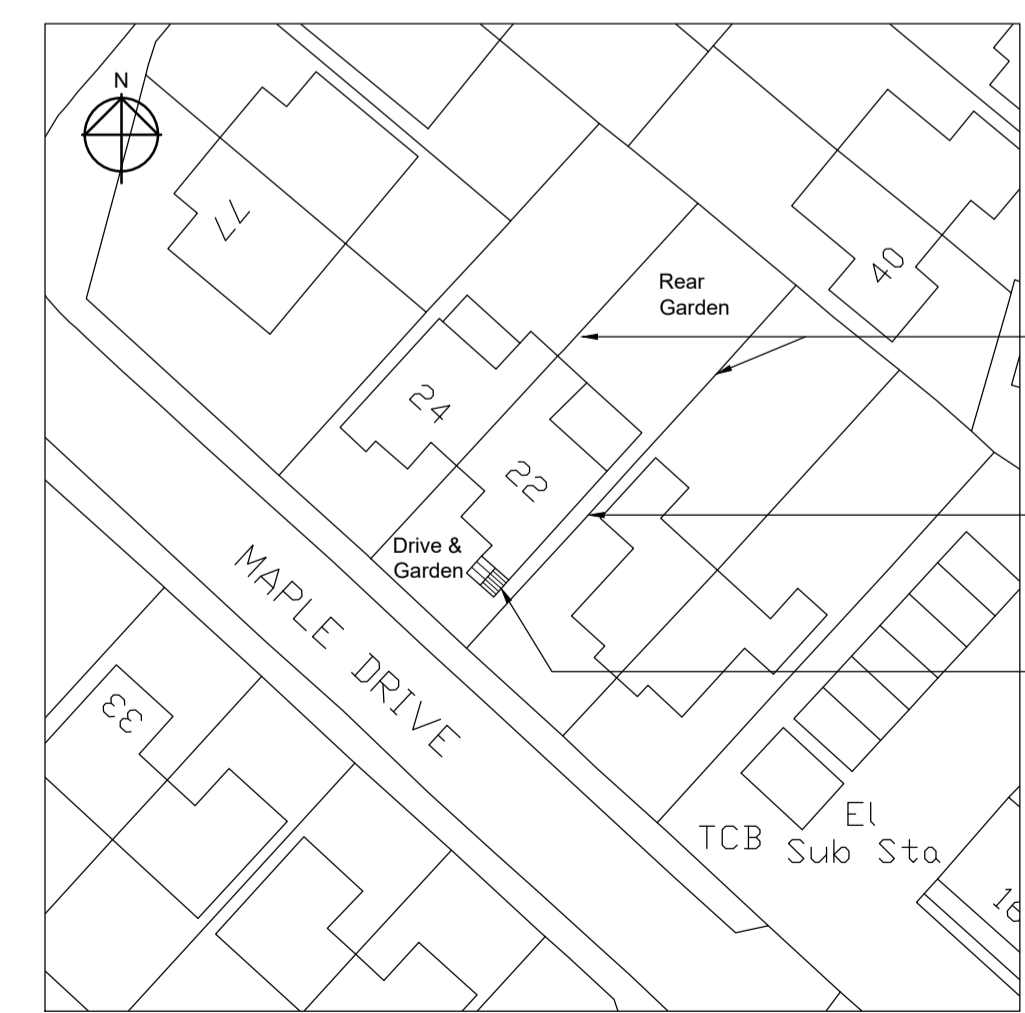 N
77
Rear
Garden
40
24
22
Drive &
Garden
MAPLE DRIVE
33
El
TCB Sub Sta